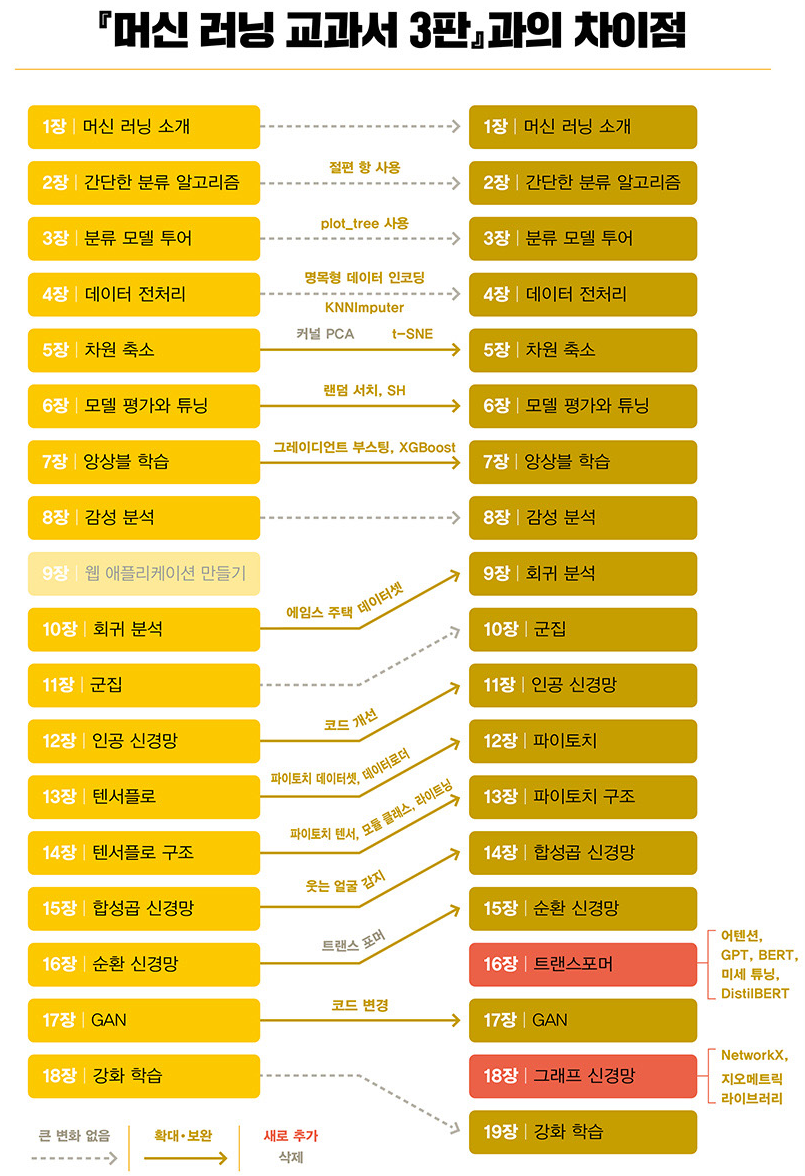 『머신 러닝 교과서 3판』과의 차이점
1장 | 머신 러닝 소개
1장 | 머신 러닝 소개
2장 | 간단한 분류 알고리즘
절편 항 사용
2장 | 간단한 분류 알고리즘
3장 | 분류 모델 투어
plot_tree 사용
3장 | 분류 모델 투어
4장 | 데이터 전처리
명목형 데이터 인코딩
KNNImputer
4장 | 데이터 전처리
5장 | 차원 축소
커널 PCA t-SNE
5장 | 차원 축소
6장 | 모델 평가와 튜닝
랜덤 서치, SH
6장 | 모델 평가와 튜닝
7장 | 앙상블 학습
그레이디언트 부스팅, XGBoost
7장 | 앙상블 학습
8장 | 감성 분석
8장 | 감성 분석
9장 | 웹 애플리케이션 만들기
9장 | 회귀 분석
10장 | 회귀 분석
에임스 주택 데이터셋
10장 | 군집
11장 | 군집
11장 | 인공 신경망
12장 | 인공 신경망
코드 개선
12장 | 파이토치
13장 | 텐서플로
파이토치 데이터셋, 데이터로더
13장 | 파이토치 구조
14장 | 텐서플로 구조
파이토치 텐서, 모듈 클래스, 라이트닝
14장 | 합성곱 신경망
15장 | 합성곱 신경망
웃는 얼굴 감지
15장 | 순환 신경망
16장 | 순환 신경망
트랜스 포머
16장 | 트랜스포머
어텐션,
GPT, BERT,
미세 튜닝,
DistilBERT
17장 | GAN
코드 변경
17장 | GAN
18장 | 강화 학습
18장 | 그래프 신경망
NetworkX,
지오메트릭
라이브러리
19장 | 강화 학습
큰 변화 없음
확대·보완
새로 추가
삭제